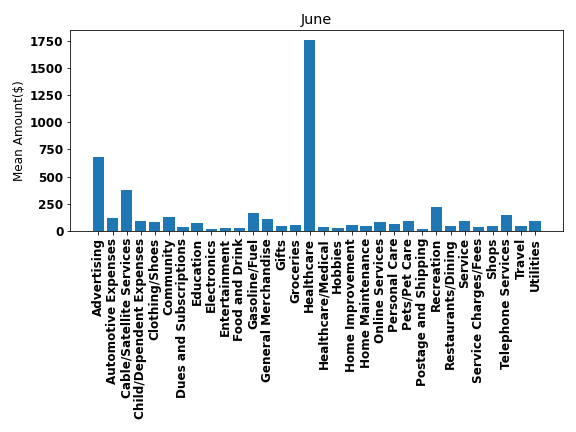 June
Mean Amount($)
1750
1500
1250
1000
750
500
250
0
Advertising
Automotive Expenses
Cable/Satellite Services
Child/Dependent Expenses
Clothing/Shoes
Community
Dues and Subscriptions
Education
Electronics
Entertainment
Food and Drink
Gasoline/Fuel
General Merchandise
Gifts
Groceries
Healthcare
Healthcare/Medical
Hobbies
Home Improvement
Home Maintenance
Online Services
Personal Care
Pets/Pet Care
Postage and Shipping
Recreation
Restaurants/Dining
Service
Service Charges/Fees
Shops
Telephone Services
Travel
Utilities